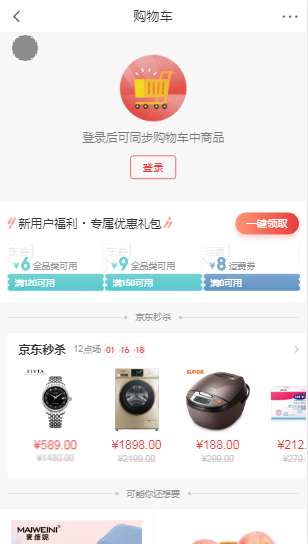 购物车
登录后可同步购物车中商品
登录
新用户福利·专属优惠礼包
一键领取
¥6 全品类可用
¥9 全品类可用
¥8 运费券
满120可用
满150可用
满0可用
京东秒杀
京东秒杀 12点场 01 :16 :18
SUPOR
¥589.00
¥1898.00
¥188.00
¥212.
¥1480.00
¥2199.00
¥299.00
¥279.
可能你还想要
MAIWEINI
麦维妮